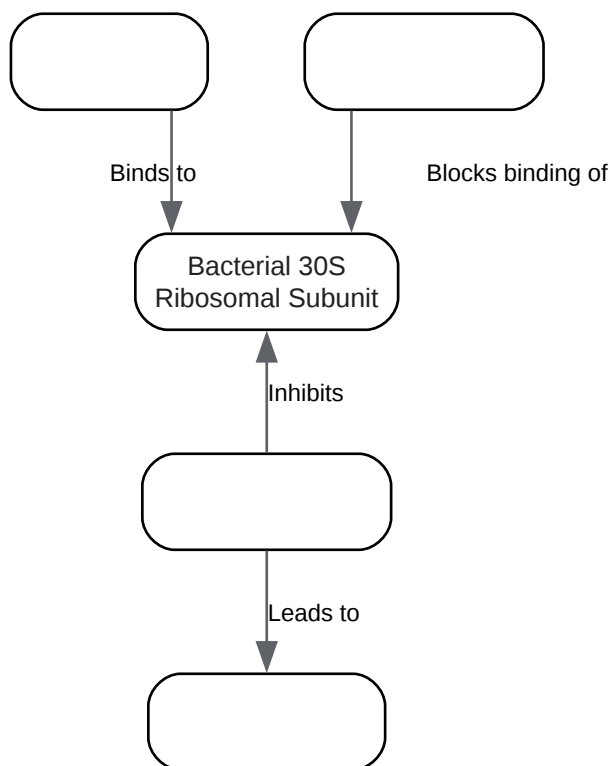 Binds to
Blocks binding of
Bacterial 30S
Ribosomal Subunit
Inhibits
Leads to